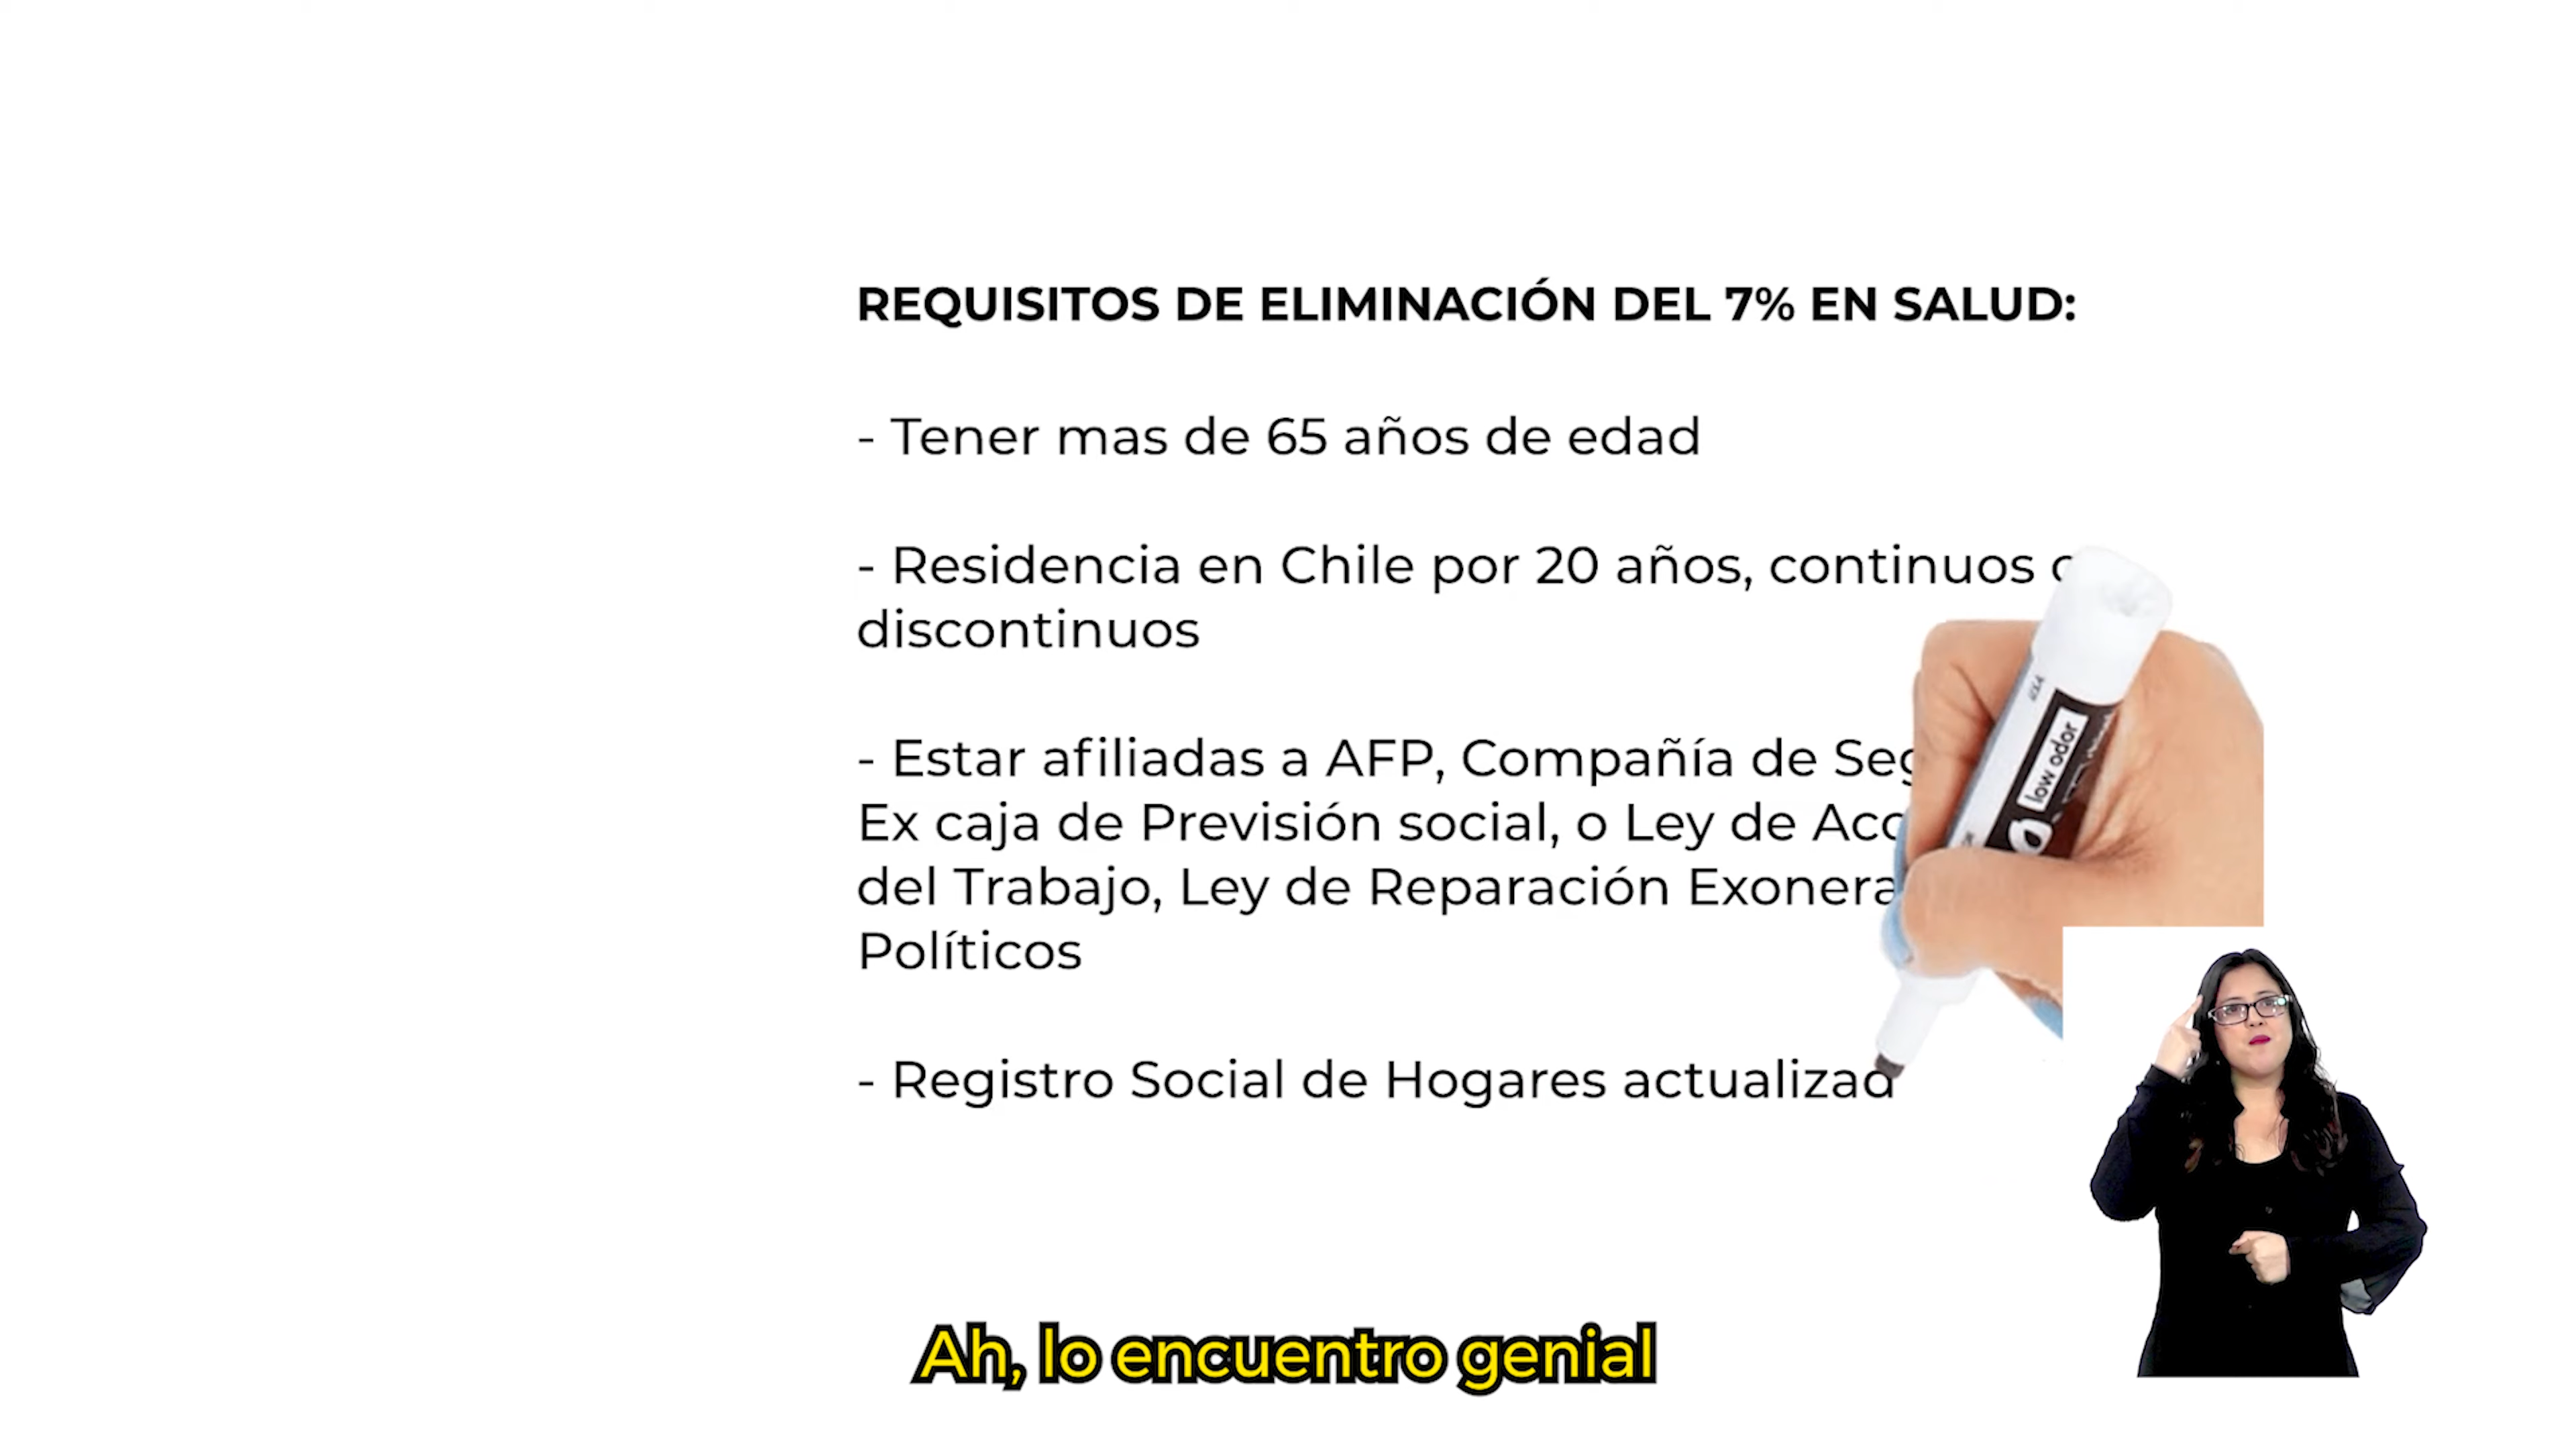 REQUISITOS DE ELIMINACIÓN DEL 7% EN SALUD:
- Tener mas de 65 años de edad
- Residencia en Chile por 20 años, continuos
discontinuos
- Estar afiliadas a AFP, Compañía de
Ex caja de Previsión social, o Ley de
del Trabajo, Ley de Reparación
Políticos
- Registro Social de Hogares actualizad
low odor
Ah, lo encuentro genial